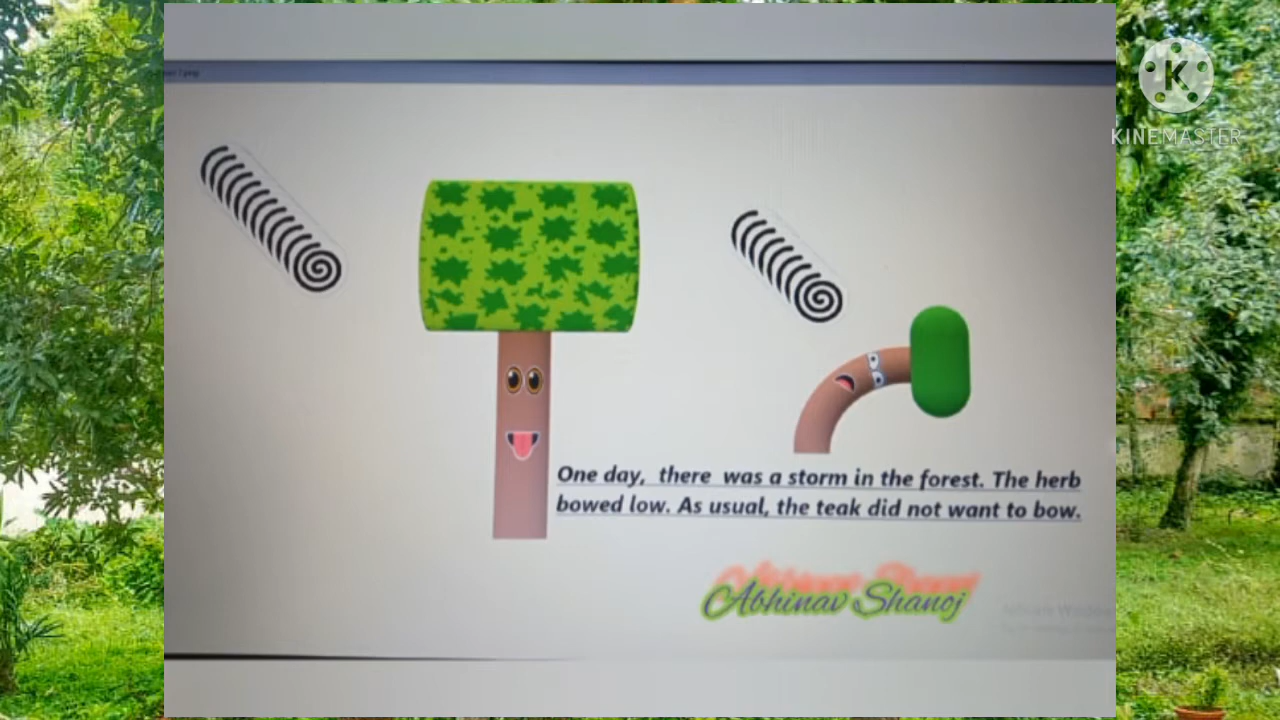 K
KINEMASTER
One day, there was a storm in the forest. The herb
bowed low. As usual, the teak did not want to bow.
Abhinav Shanoj